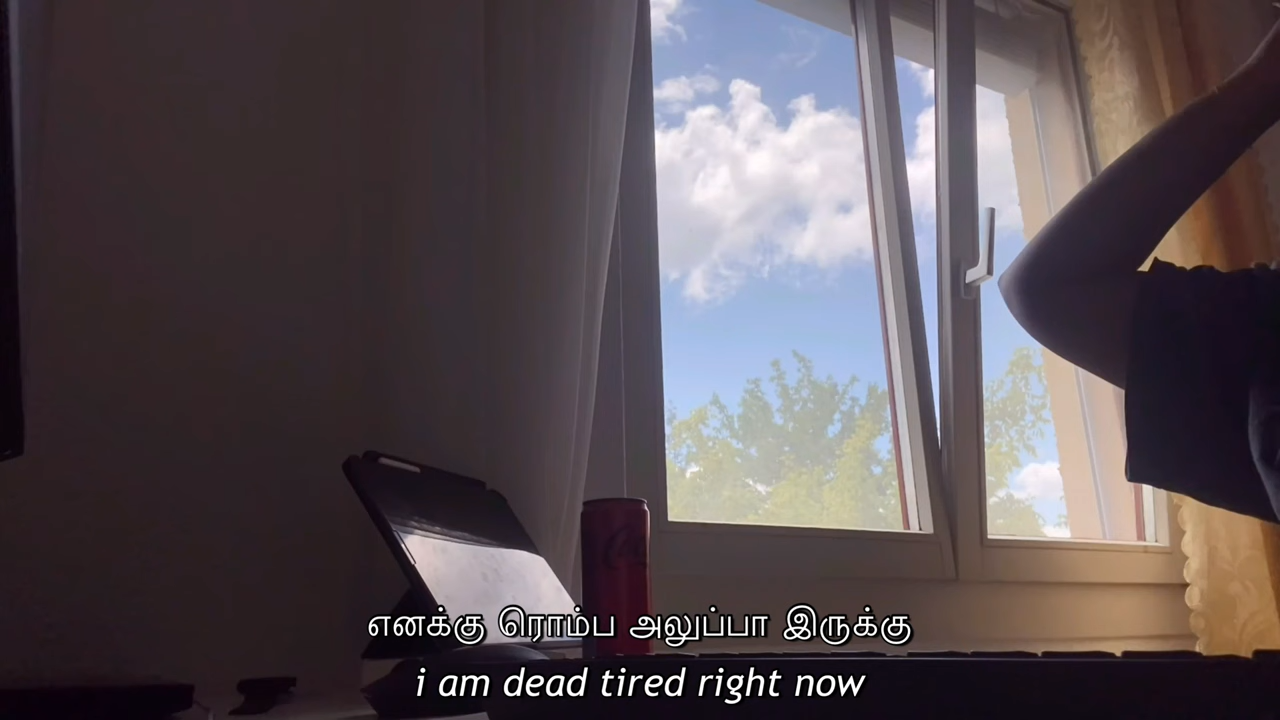 எனக்கு ரொம்ப அலுப்பா இருக்கு
i am dead tired right now